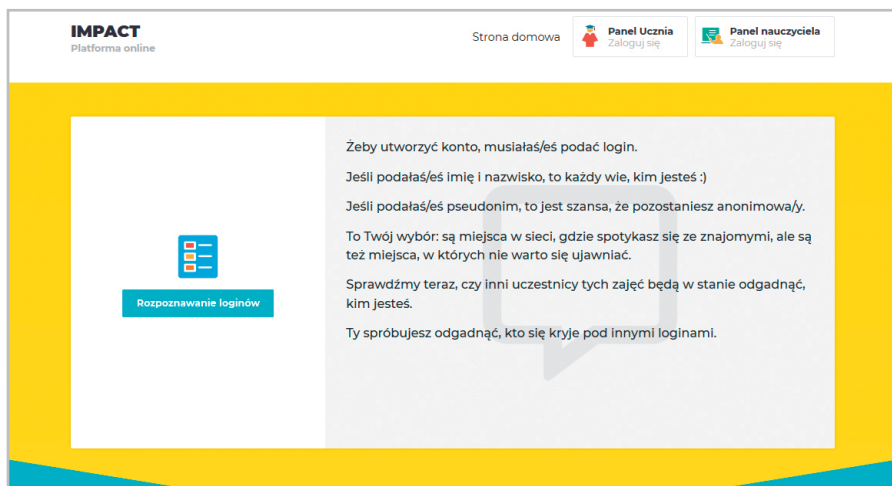 IMPACT
Platforma online
Strona domowa
Panel Ucznia
Zaloguj się
Panel nauczyciela
Zaloguj się
Rozpoznawanie loginów
Żeby utworzyć konto, musiałaś/eś podać login.
Jeśli podałaś/eś imię i nazwisko, to każdy wie, kim jesteś :)
Jeśli podałaś/eś pseudonim, to jest szansa, że pozostaniesz anonimowa/y.
To Twój wybór: są miejsca w sieci, gdzie spotykasz się ze znajomymi, ale są
też miejsca, w których nie warto się ujawniać.
Sprawdźmy teraz, czy inni uczestnicy tych zajęć będą w stanie odgadnąć,
kim jesteś.
Ty spróbujesz odgadnąć, kto się kryje pod innymi loginami.